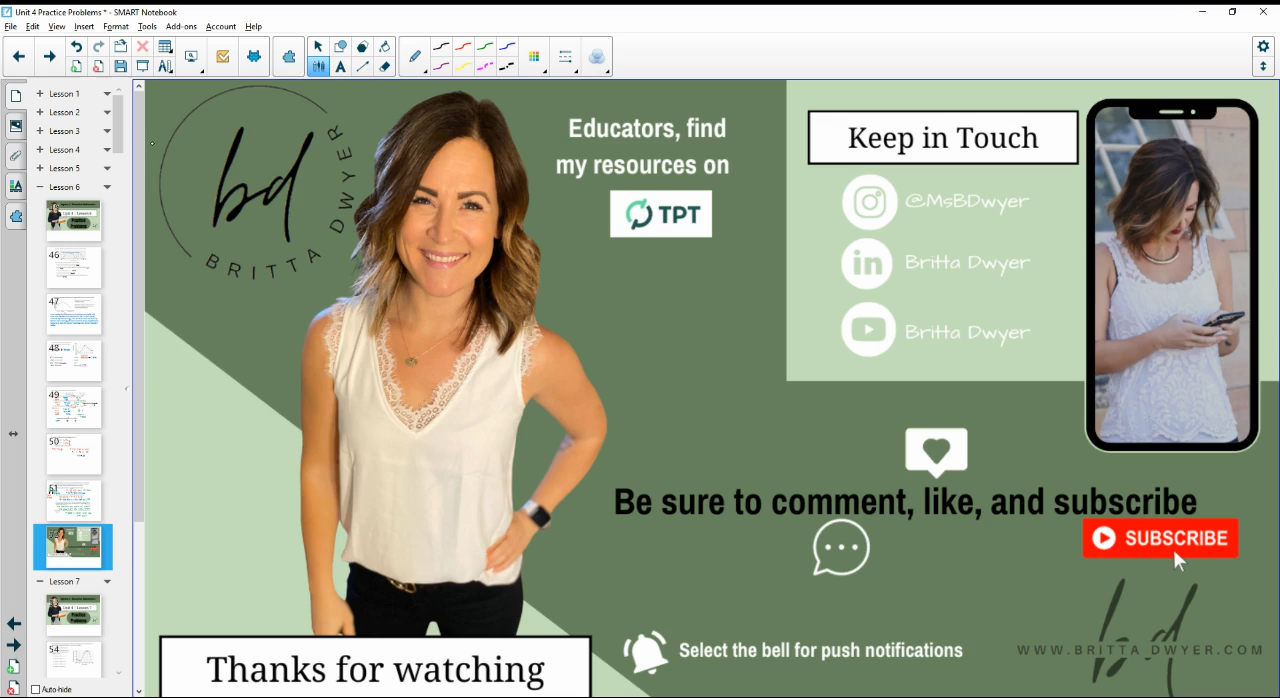 Unit 4 Practice Problems * - SMART Notebook
File Edit View Insert Format Tools Add-ons Account Help
Lesson 1
Lesson 2
Lesson 3
Lesson 4
Lesson 5
Lesson 6
46
47
48
49
50
51
Lesson 7
54
Auto-hide
bd
BRITTA DWYER
Educators, find
my resources on
TPT
Keep in Touch
@MsBDwyer
Britta Dwyer
Britta Dwyer
Be sure to comment, like, and subscribe
SUBSCRIBE
Select the bell for push notifications
bd
WWW.BRITTADWYER.COM
Thanks for watching